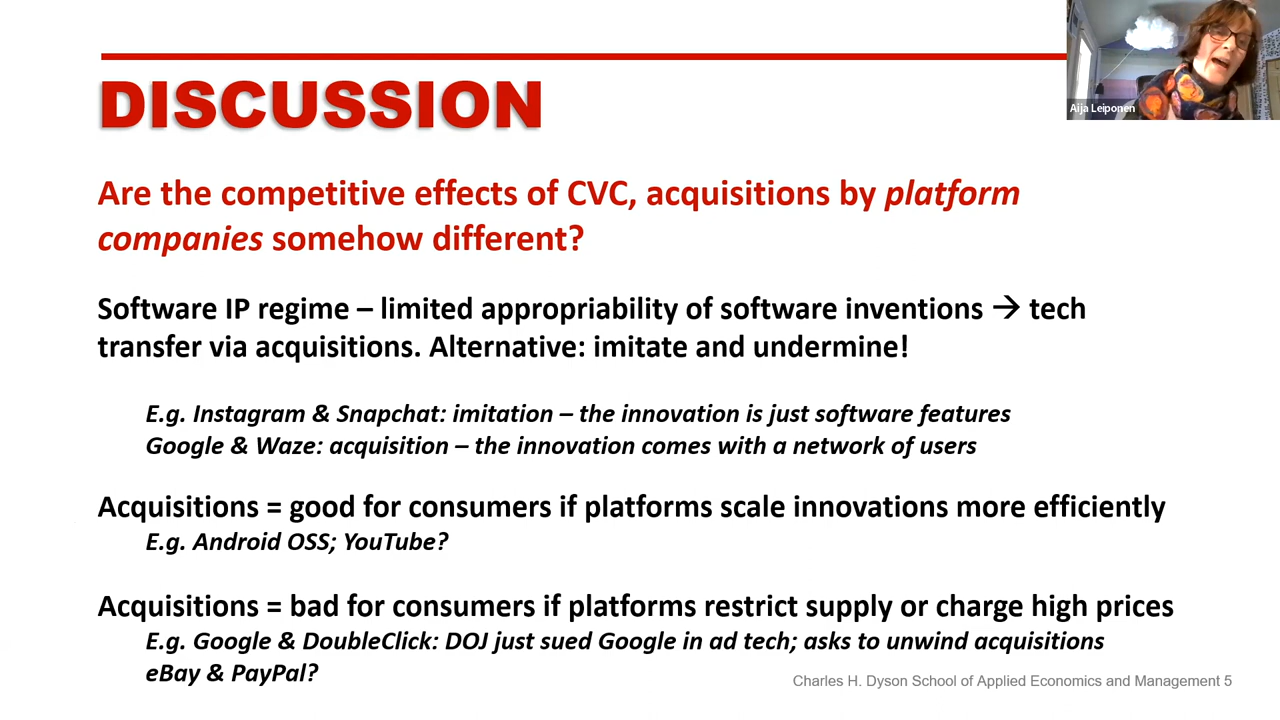 DISCUSSION
Aija Leiponen
Are the competitive effects of CVC, acquisitions by platform
companies somehow different?
Software IP regime – limited appropriability of software inventions → tech
transfer via acquisitions. Alternative: imitate and undermine!
E.g. Instagram & Snapchat: imitation – the innovation is just software features
Google & Waze: acquisition – the innovation comes with a network of users
Acquisitions = good for consumers if platforms scale innovations more efficiently
E.g. Android OSS; YouTube?
Acquisitions = bad for consumers if platforms restrict supply or charge high prices
E.g. Google & DoubleClick: DOJ just sued Google in ad tech; asks to unwind acquisitions
eBay & PayPal?
Charles H. Dyson School of Applied Economics and Management 5